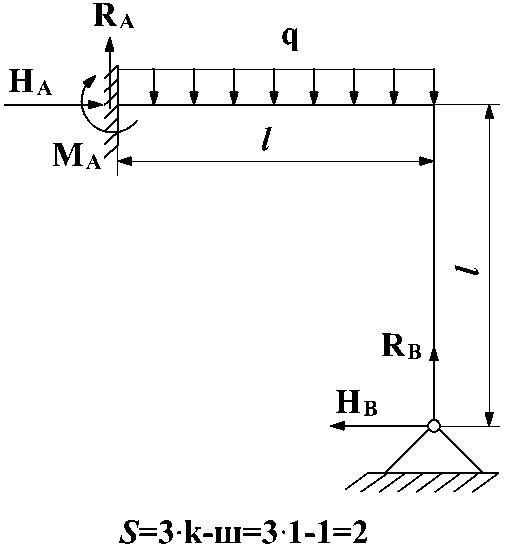 R_A
q
H_A
M_A
l
l
R_B
H_B
S=3·k-ш=3·1-1=2